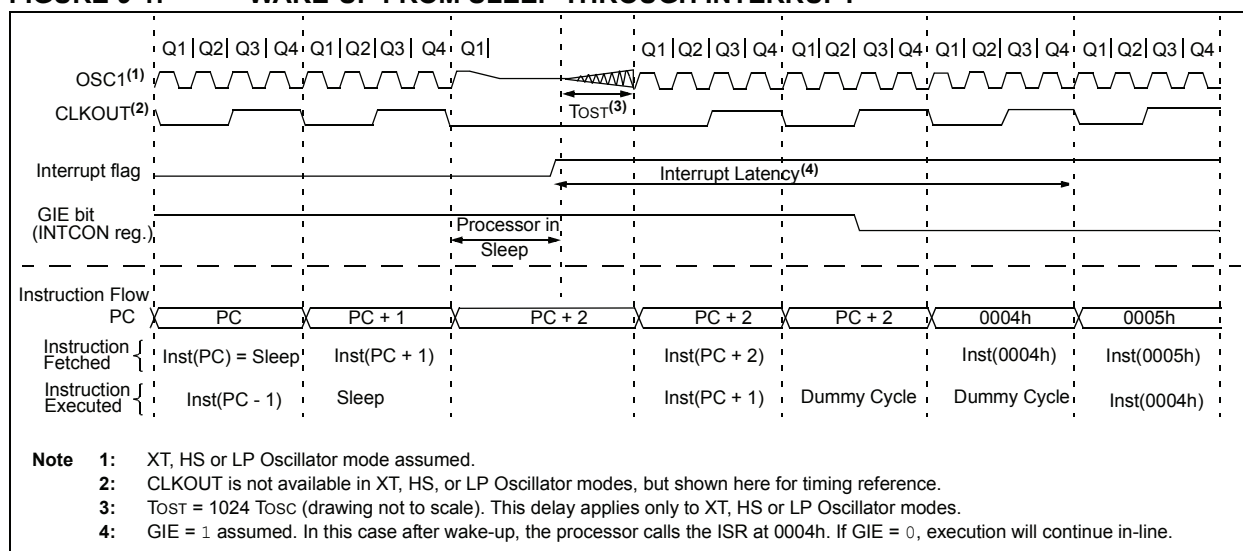 FIGURE 9-4: WAKE-UP FROM SLEEP THROUGH INTERRUPT
Q1 Q2 Q3 Q4 Q1 Q2 Q3 Q4 Q1 Q1 Q2 Q3 Q4 Q1 Q2 Q3 Q4 Q1 Q2 Q3 Q4 Q1 Q2 Q3 Q4
OSC1(1)
CLKOUT(2)
TOST(3)
Interrupt flag
Interrupt Latency(4)
GIE bit
(INTCON reg.)
Processor in
Sleep
Instruction Flow
PC PC PC + 1 PC + 2 PC + 2 PC + 2 0004h 0005h
Instruction
Fetched
Inst(PC) = Sleep Inst(PC + 1) Inst(PC + 2) Inst(0004h) Inst(0005h)
Instruction
Executed
Inst(PC - 1) Sleep Inst(PC + 1) Dummy Cycle Dummy Cycle Inst(0004h)
Note 1: XT, HS or LP Oscillator mode assumed.
2: CLKOUT is not available in XT, HS, or LP Oscillator modes, but shown here for timing reference.
3: TOST = 1024 TOSC (drawing not to scale). This delay applies only to XT, HS or LP Oscillator modes.
4: GIE = 1 assumed. In this case after wake-up, the processor calls the ISR at 0004h. If GIE = 0, execution will continue in-line.